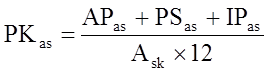 PK_as = (AP_as + PS_as + IP_as) / (A_sk × 12)